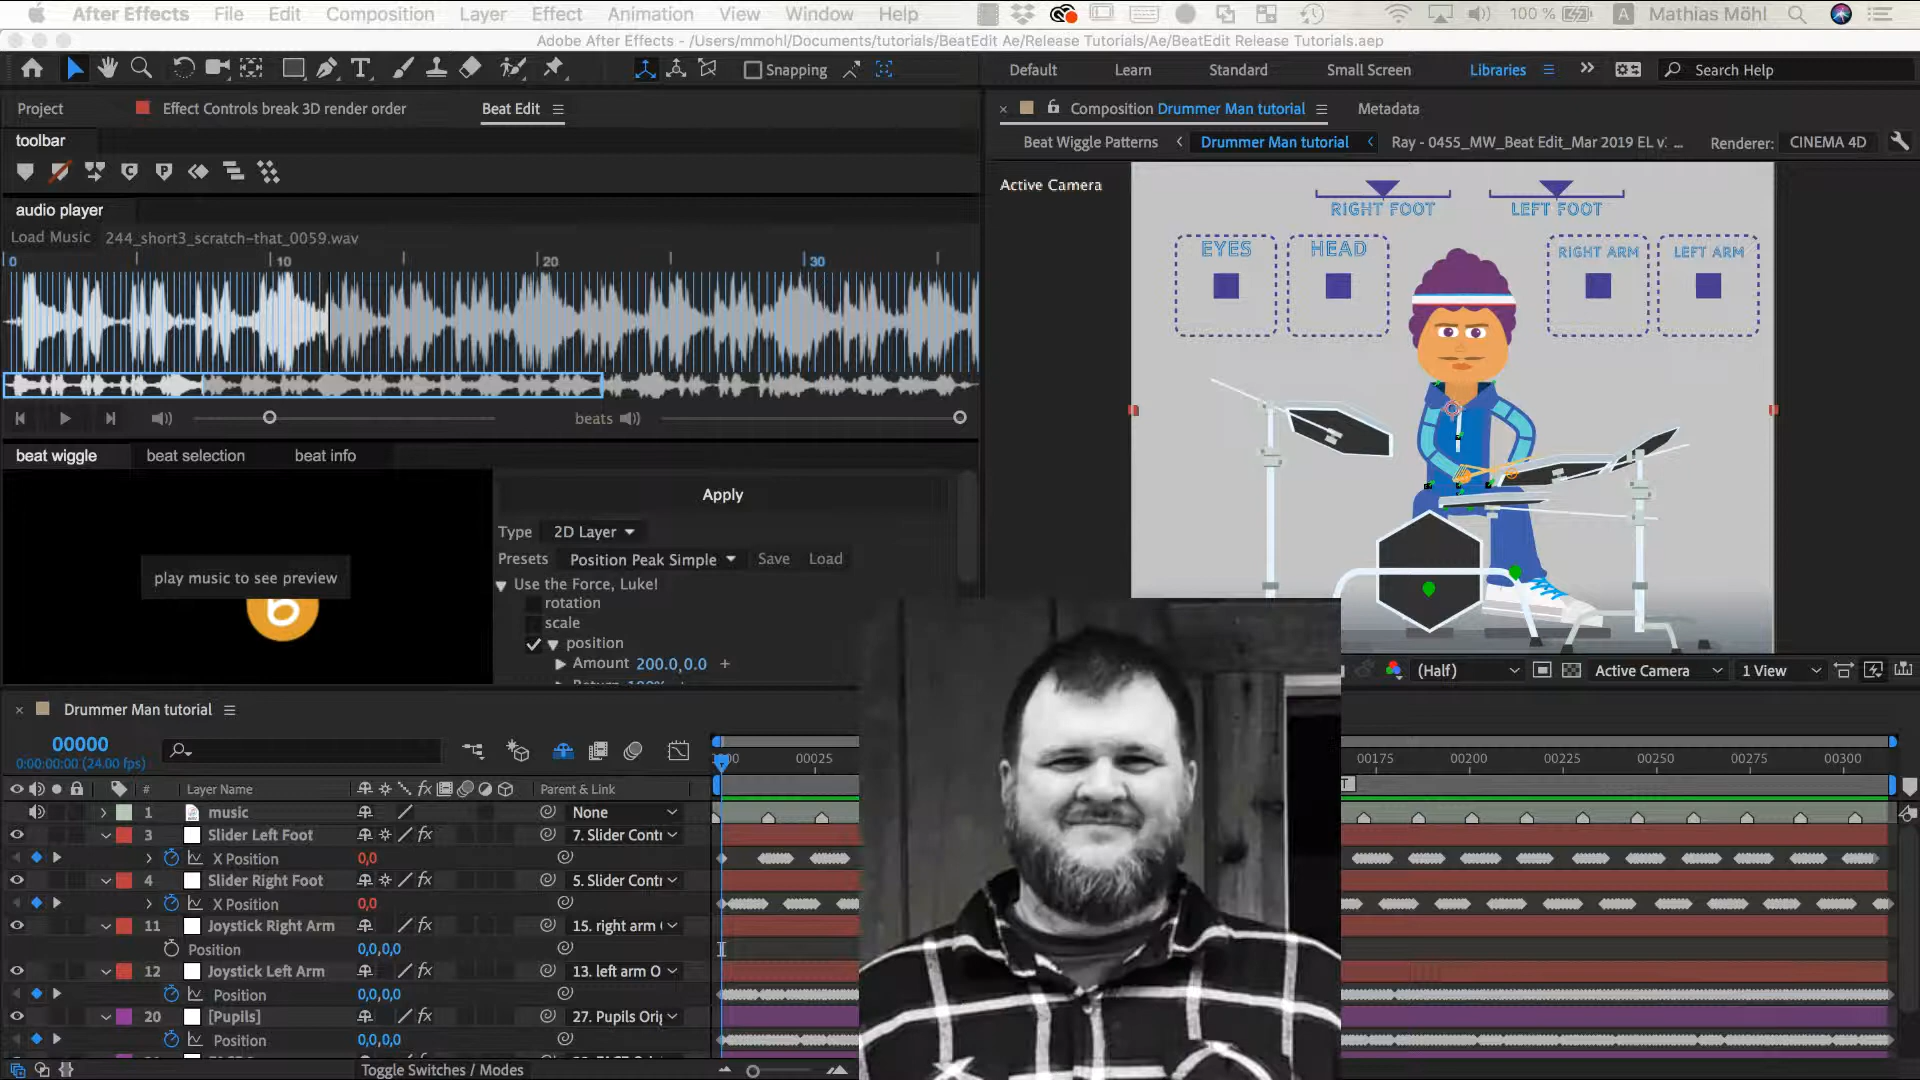 After Effects File Edit Composition Layer Effect Animation View Window Help 100 % A Mathias Möhl
Adobe After Effects - /Users/mmohl/Documents/tutorials/BeatEdit Ae/Release Tutorials/Ae/BeatEdit Release Tutorials.aep
Snapping Default Learn Standard Small Screen Libraries Search Help
Project Effect Controls break 3D render order Beat Edit
Composition Drummer Man tutorial Metadata
toolbar
Beat Wiggle Patterns Drummer Man tutorial Ray - 0455_MW_Beat Edit_Mar 2019 EL v: ... Renderer: CINEMA 4D
Active Camera
RIGHT FOOT LEFT FOOT
EYES HEAD RIGHT ARM LEFT ARM
audio player
Load Music 244_short3_scratch-that_0059.wav
0 10 20 30
beats
beat wiggle beat selection beat info
Apply
Type 2D Layer
Presets Position Peak Simple Save Load
play music to see preview
Use the Force, Luke!
rotation
scale
position
Amount 200.0,0.0 +
(Half) Active Camera 1 View
Drummer Man tutorial
00000
0:00:00:00 (24.00 fps)
00025 00175 00200 00250 00275 00300
# Layer Name fx Parent & Link
1 music None
3 Slider Left Foot fx 7. Slider Contr
X Position 0,0
4 Slider Right Foot fx 5. Slider Contr
X Position 0,0
11 Joystick Right Arm fx 15. right arm
Position 0,0,0,0
12 Joystick Left Arm fx 13. left arm O
Position 0,0,0,0
20 [Pupils] fx 27. Pupils Orig
Position 0,0,0,0
Toggle Switches / Modes